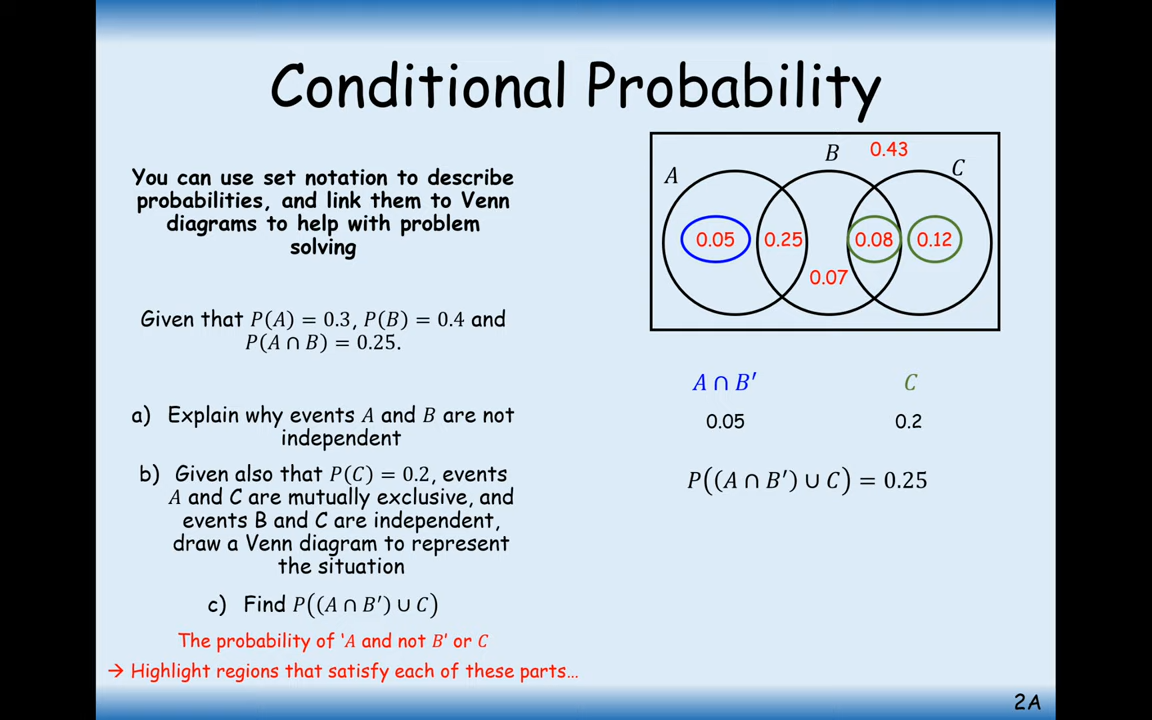 Conditional Probability
You can use set notation to describe
probabilities, and link them to Venn
diagrams to help with problem
solving
Given that P(A) = 0.3, P(B) = 0.4 and
P(A ∩ B) = 0.25.
a) Explain why events A and B are not
independent
b) Given also that P(C) = 0.2, events
A and C are mutually exclusive, and
events B and C are independent,
draw a Venn diagram to represent
the situation
c) Find P((A ∩ B′) ∪ C)
The probability of ‘A and not B’ or C
→ Highlight regions that satisfy each of these parts…
B 0.43
A C
0.05 0.25 0.08 0.12
0.07
A ∩ B′ C
0.05 0.2
P((A ∩ B′) ∪ C) = 0.25
2A